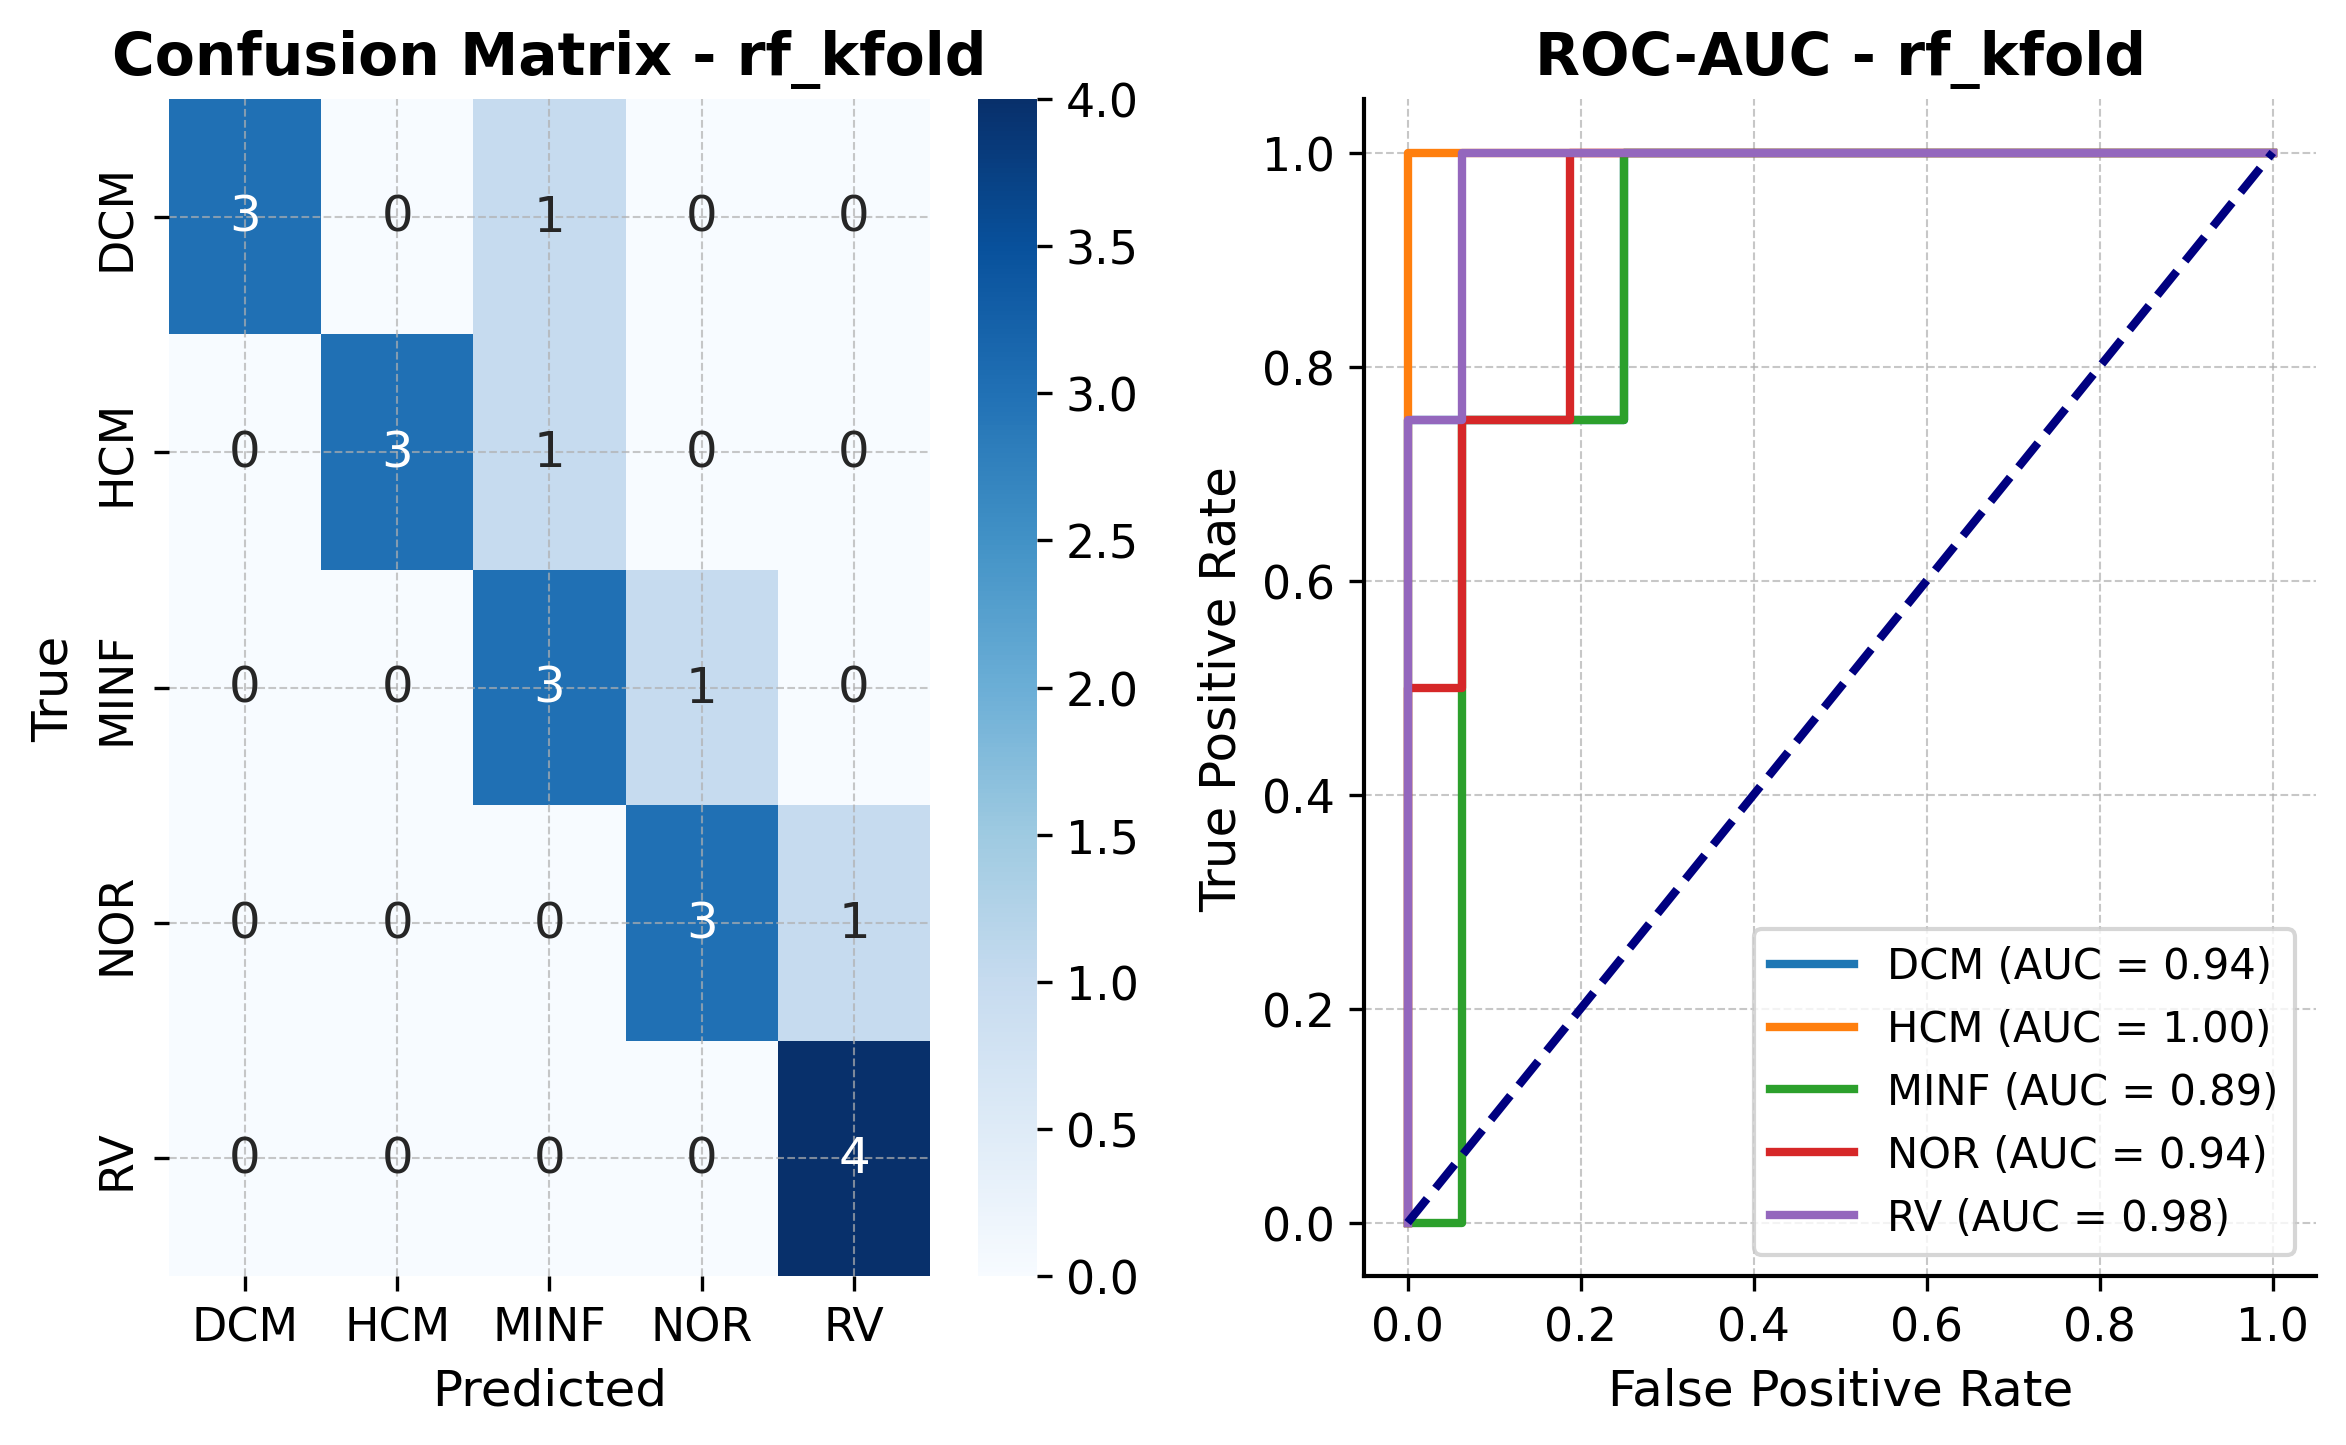 Confusion Matrix - rf_kfold
True
DCM 3 0 1 0 0
HCM 0 3 1 0 0
MINF 0 0 3 1 0
NOR 0 0 0 3 1
RV 0 0 0 0 4
DCM HCM MINF NOR RV
Predicted
4.0
3.5
3.0
2.5
2.0
1.5
1.0
0.5
0.0
ROC-AUC - rf_kfold
True Positive Rate
1.0
0.8
0.6
0.4
0.2
0.0
DCM (AUC = 0.94)
HCM (AUC = 1.00)
MINF (AUC = 0.89)
NOR (AUC = 0.94)
RV (AUC = 0.98)
0.0 0.2 0.4 0.6 0.8 1.0
False Positive Rate